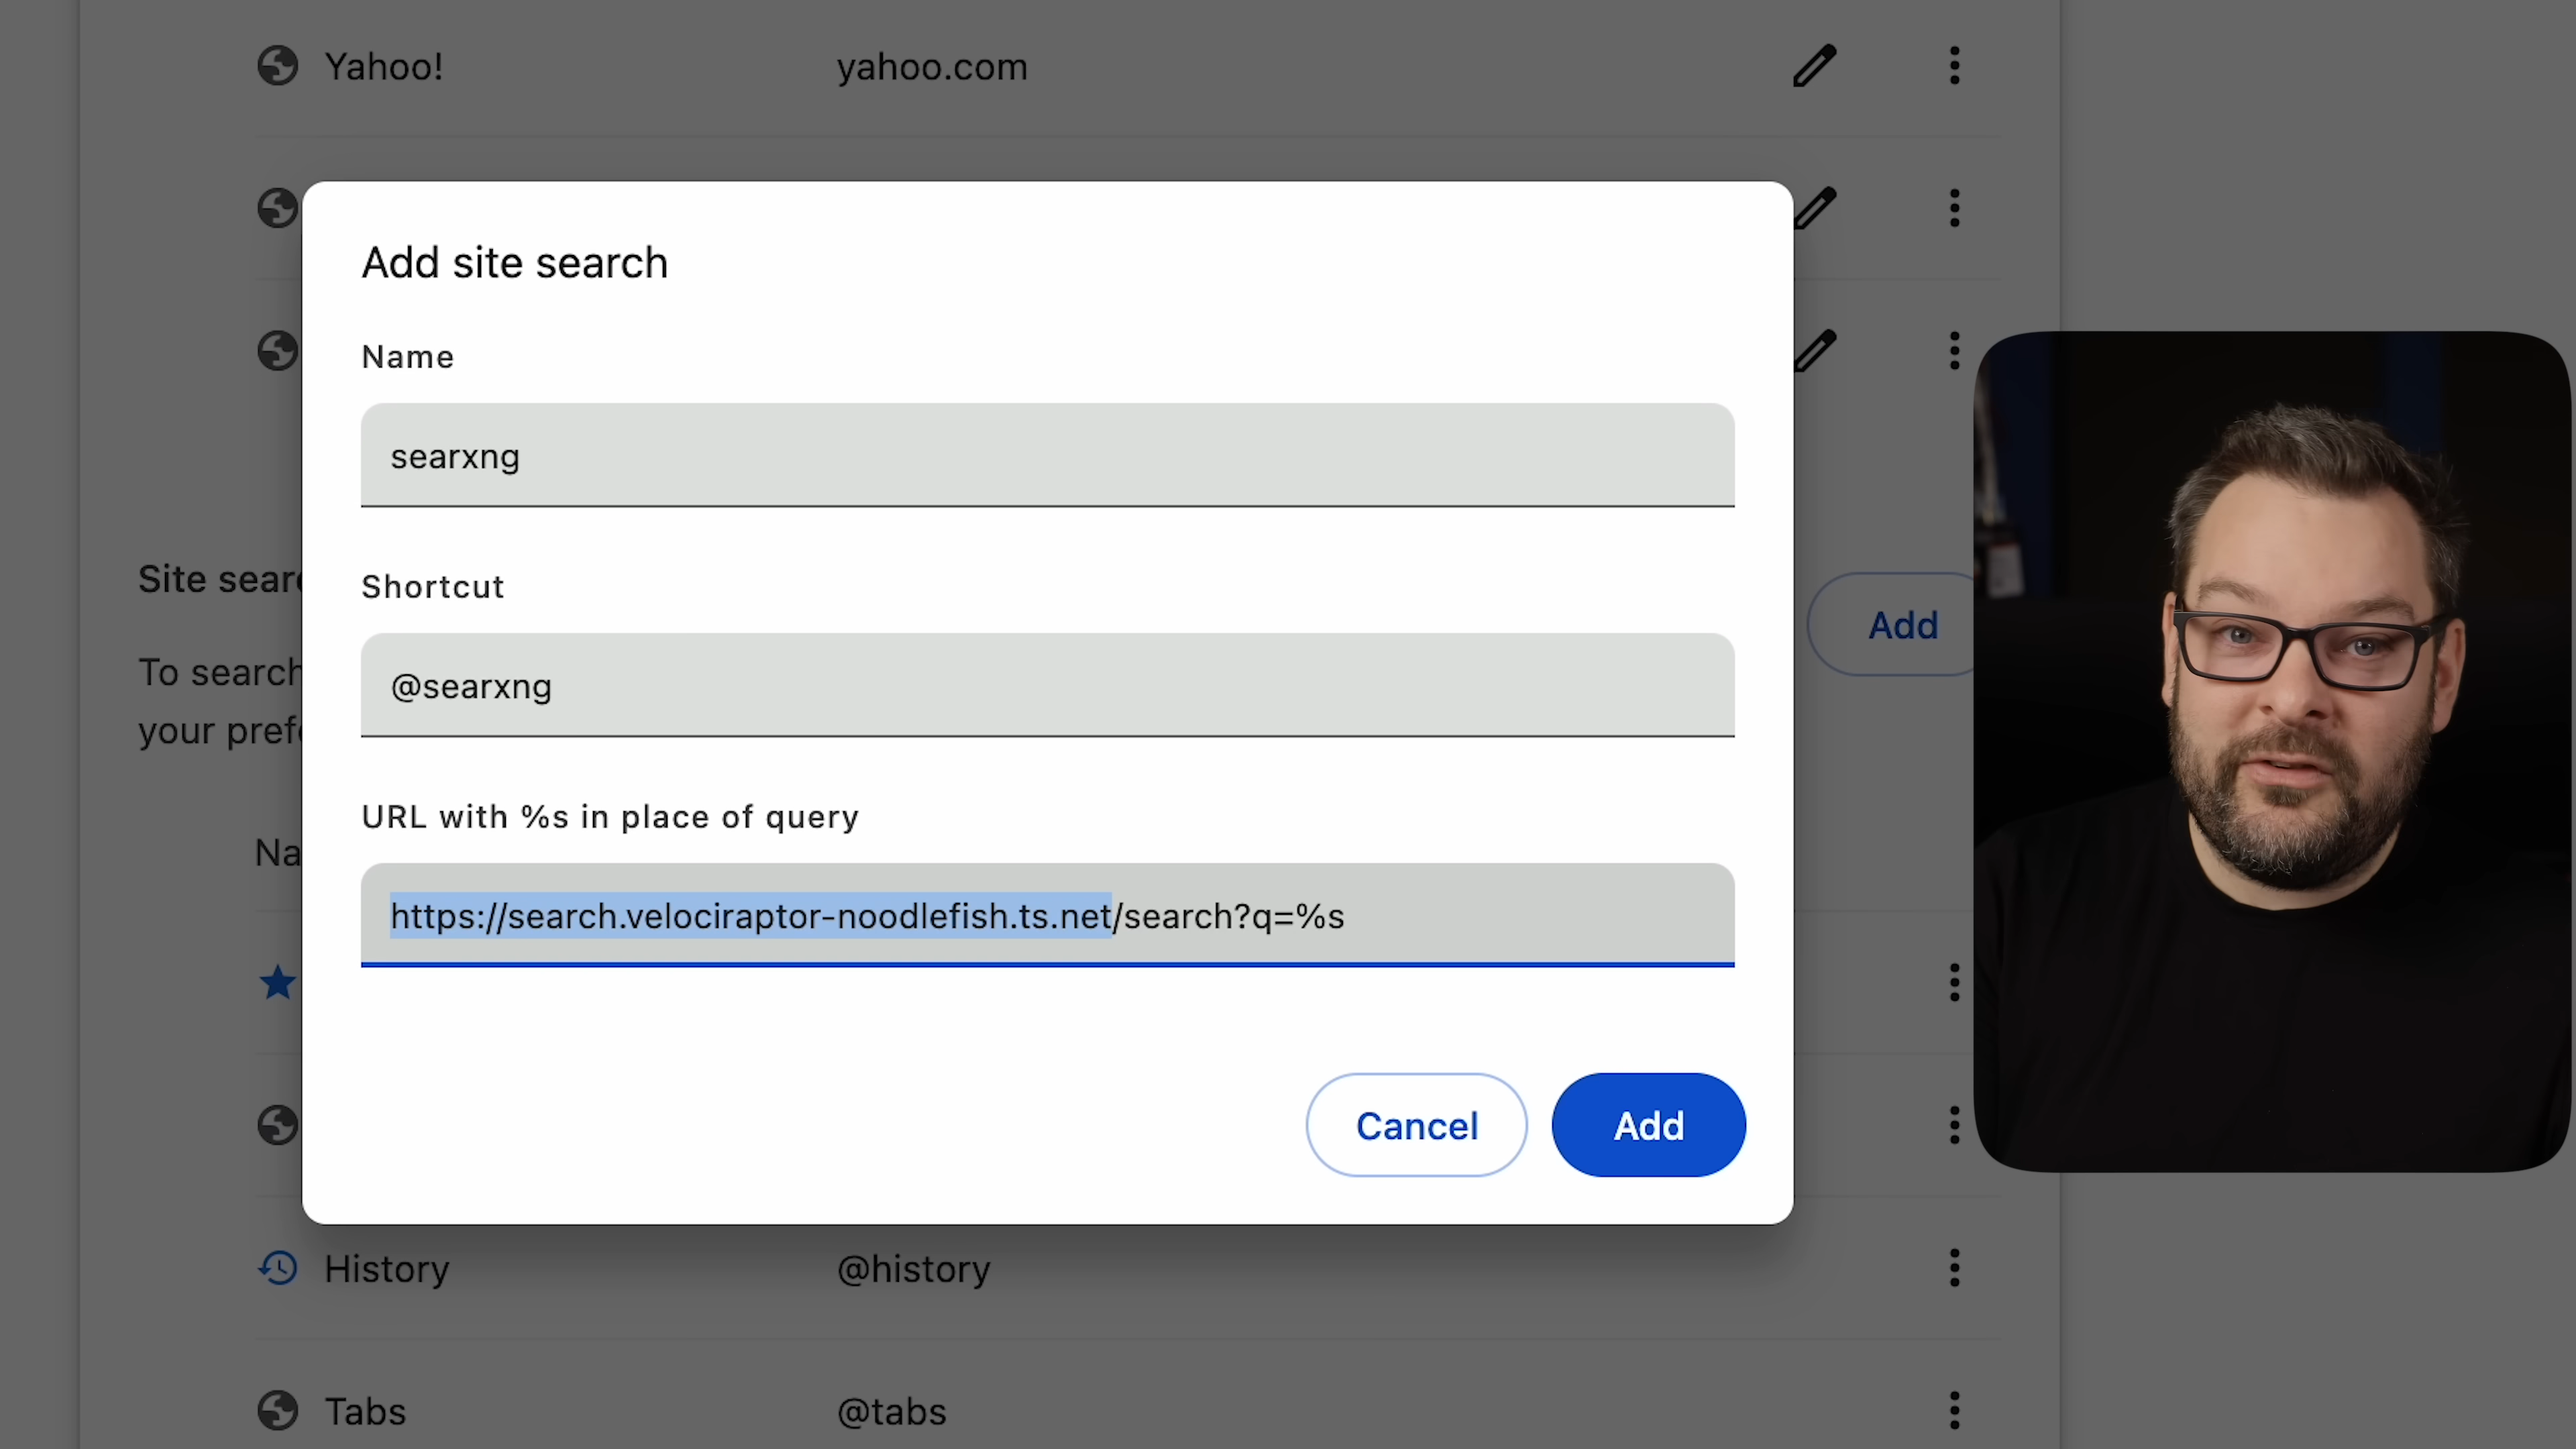 Yahoo!
yahoo.com
Add site search
Name
searxng
Site sear
Shortcut
Add
To search
@searxng
your pref
URL with %s in place of query
Na
https://search.velociraptor-noodlefish.ts.net/search?q=%s
Cancel
Add
History
@history
Tabs
@tabs